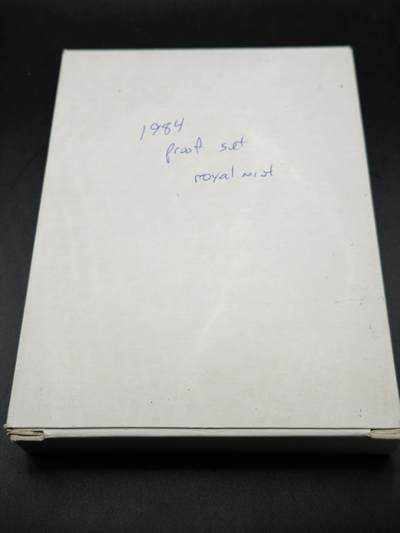 1984
proof set
royal mint